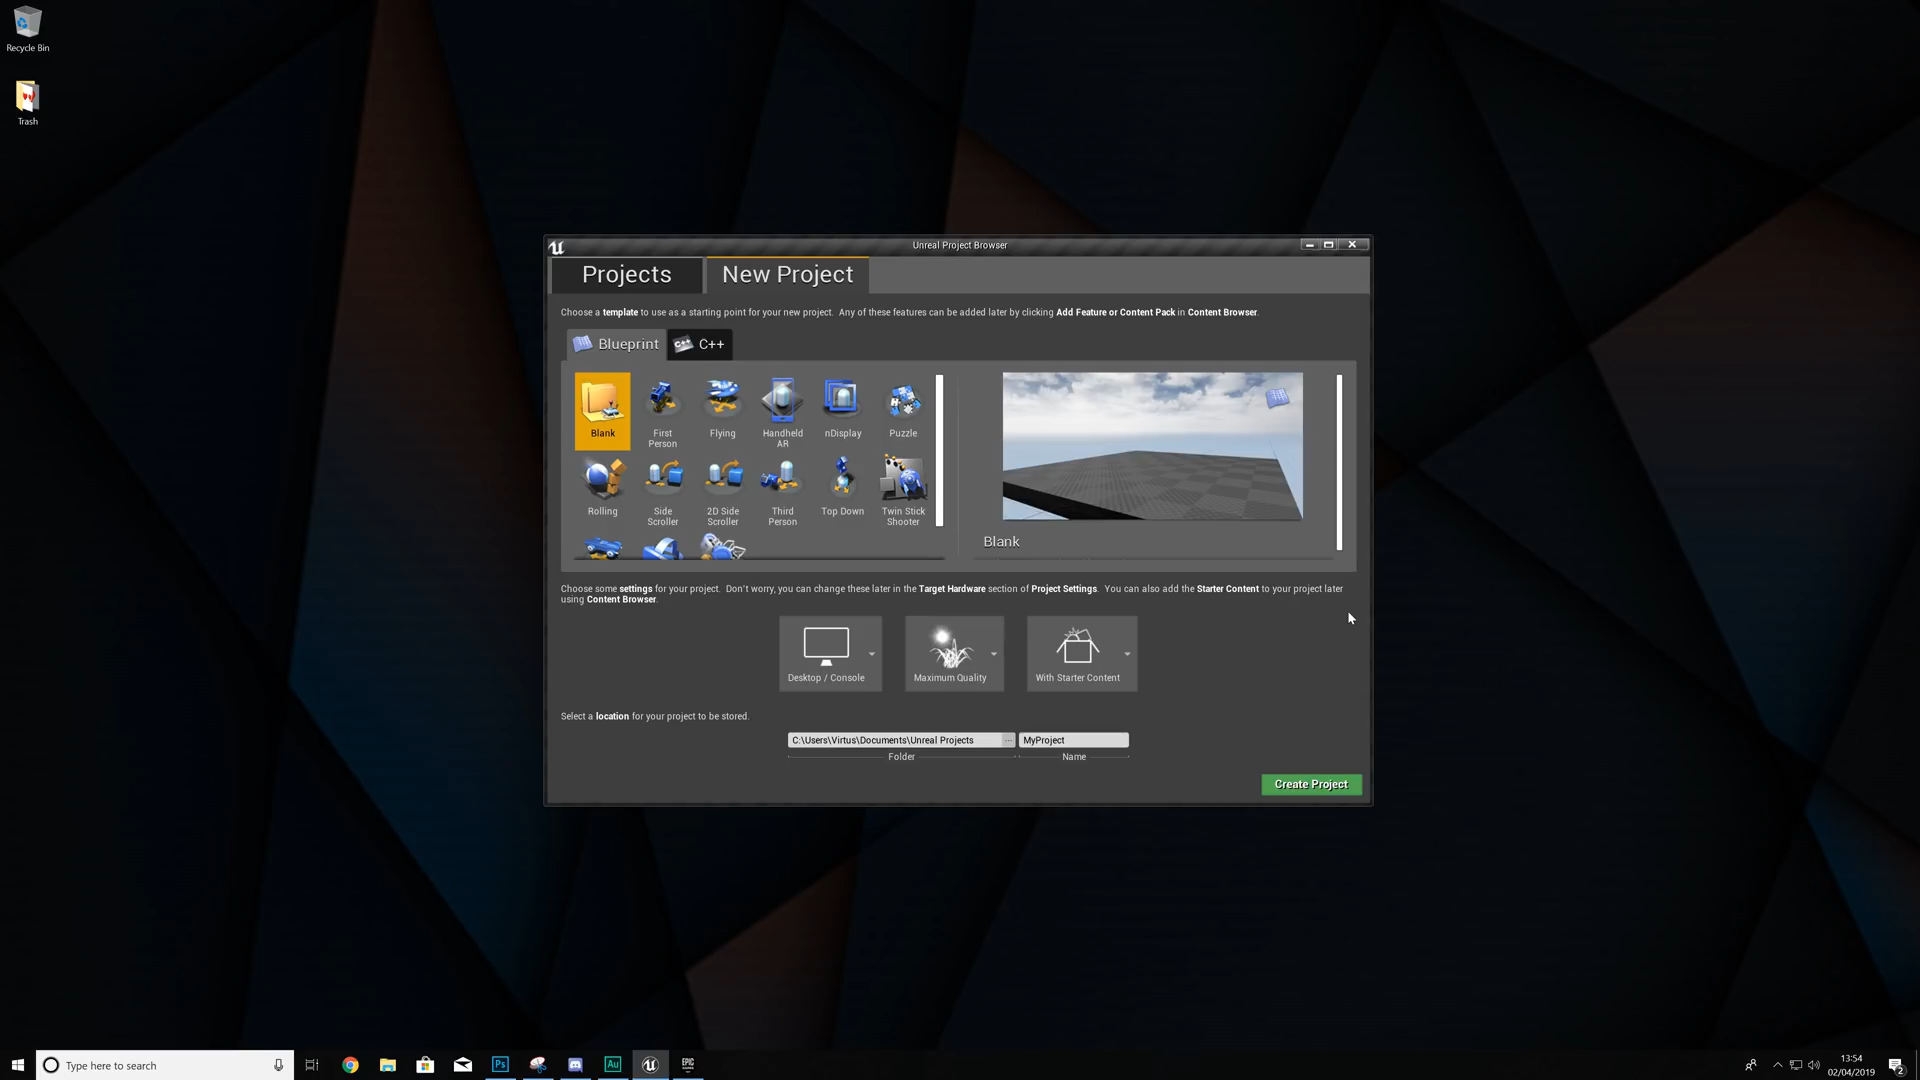 Recycle Bin
Trash
Unreal Project Browser
Projects
New Project
Choose a template to use as a starting point for your new project. Any of these features can be added later by clicking Add Feature or Content Pack in Content Browser.
Blueprint
C++
Blank
First
Person
Flying
Handheld
AR
nDisplay
Puzzle
Rolling
Side
Scroller
2D Side
Scroller
Third
Person
Top Down
Twin Stick
Shooter
Blank
Choose some settings for your project. Don't worry, you can change these later in the Target Hardware section of Project Settings. You can also add the Starter Content to your project later
using Content Browser.
Desktop / Console
Maximum Quality
With Starter Content
Select a location for your project to be stored.
C:\Users\Virtus\Documents\Unreal Projects
...
MyProject
Folder
Name
Create Project
Type here to search
Ps
Au
EPIC
GAMES
13:54
02/04/2019
2